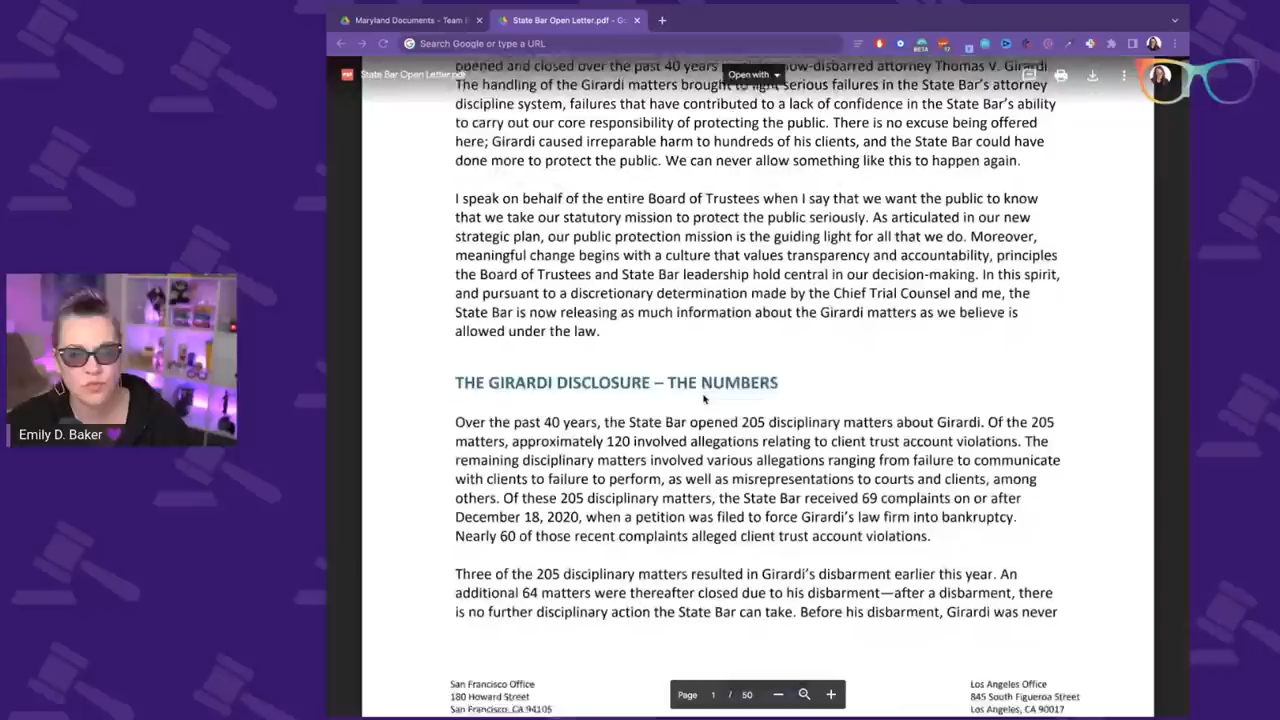 Maryland Documents - Team
State Bar Open Letter.pdf - Go
Search Google or type a URL
BETA
17
State Bar Open Letter.pdf
Open with
opened and closed over the past 40 years now-disbarred attorney Thomas V. Girardi
The handling of the Girardi matters brought to light serious failures in the State Bar's attorney
discipline system, failures that have contributed to a lack of confidence in the State Bar's ability
to carry out our core responsibility of protecting the public. There is no excuse being offered
here; Girardi caused irreparable harm to hundreds of his clients, and the State Bar could have
done more to protect the public. We can never allow something like this to happen again.
I speak on behalf of the entire Board of Trustees when I say that we want the public to know
that we take our statutory mission to protect the public seriously. As articulated in our new
strategic plan, our public protection mission is the guiding light for all that we do. Moreover,
meaningful change begins with a culture that values transparency and accountability, principles
the Board of Trustees and State Bar leadership hold central in our decision-making. In this spirit,
and pursuant to a discretionary determination made by the Chief Trial Counsel and me, the
State Bar is now releasing as much information about the Girardi matters as we believe is
allowed under the law.
THE GIRARDI DISCLOSURE – THE NUMBERS
Over the past 40 years, the State Bar opened 205 disciplinary matters about Girardi. Of the 205
matters, approximately 120 involved allegations relating to client trust account violations. The
remaining disciplinary matters involved various allegations ranging from failure to communicate
with clients to failure to perform, as well as misrepresentations to courts and clients, among
others. Of these 205 disciplinary matters, the State Bar received 69 complaints on or after
December 18, 2020, when a petition was filed to force Girardi's law firm into bankruptcy.
Nearly 60 of those recent complaints alleged client trust account violations.
Three of the 205 disciplinary matters resulted in Girardi's disbarment earlier this year. An
additional 64 matters were thereafter closed due to his disbarment—after a disbarment, there
is no further disciplinary action the State Bar can take. Before his disbarment, Girardi was never
San Francisco Office
180 Howard Street
San Francisco, CA 94105
Los Angeles Office
845 South Figueroa Street
Los Angeles, CA 90017
Page 1 / 50
Emily D. Baker